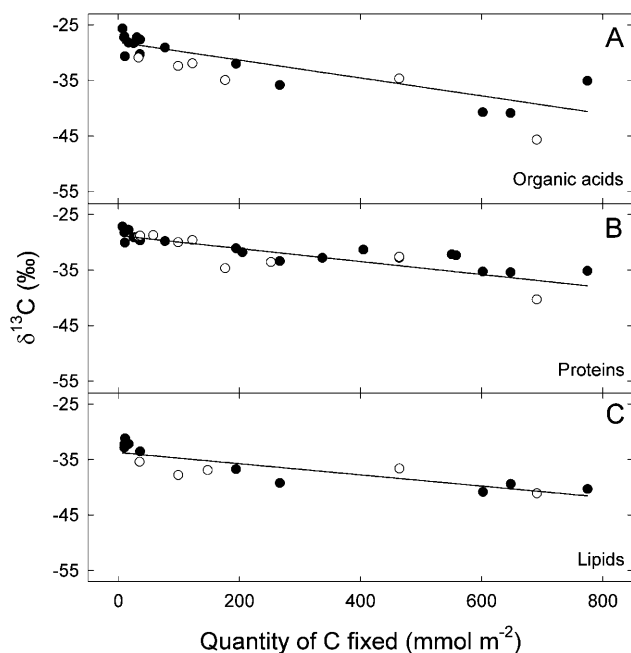 -25
A
-35
-45
-55
Organic acids
-25
B
-35
-45
-55
Proteins
δ13C (‰)
-25
C
-35
-45
-55
Lipids
0 200 400 600 800
Quantity of C fixed (mmol m-2)